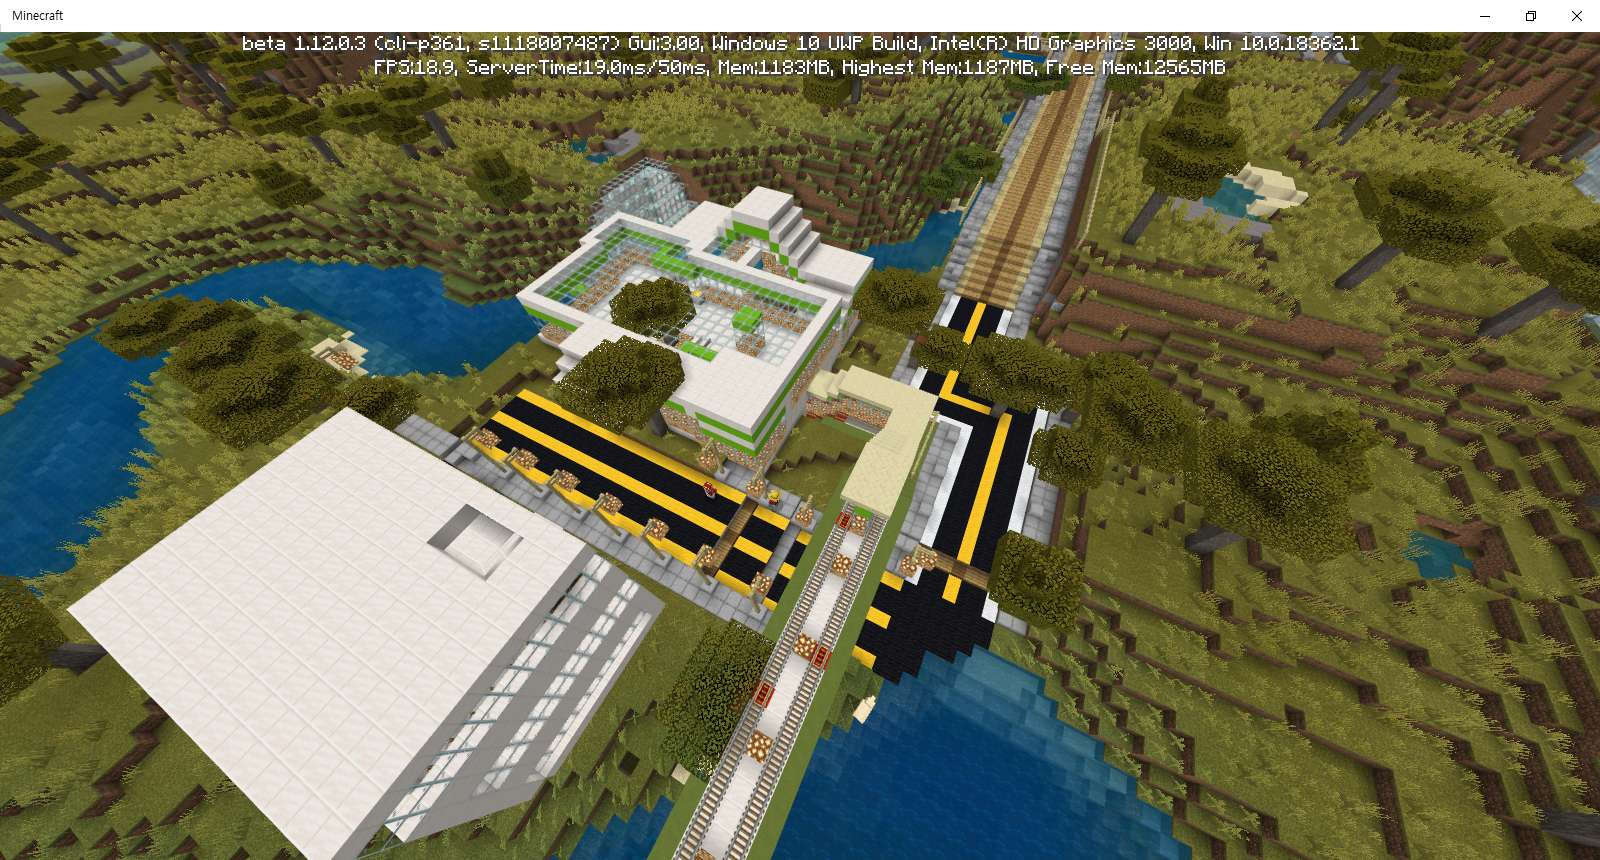 Minecraft
beta 1.12.0.3 (cli-p361, s1118007487) Gui:3.00, Windows 10 UWP Build, Intel(R) HD Graphics 3000, Win 10.0.18362.1
FPS:18.9, ServerTime:19.0ms/50ms, Mem:1183MB, Highest Mem:1187MB, Free Mem:12565MB